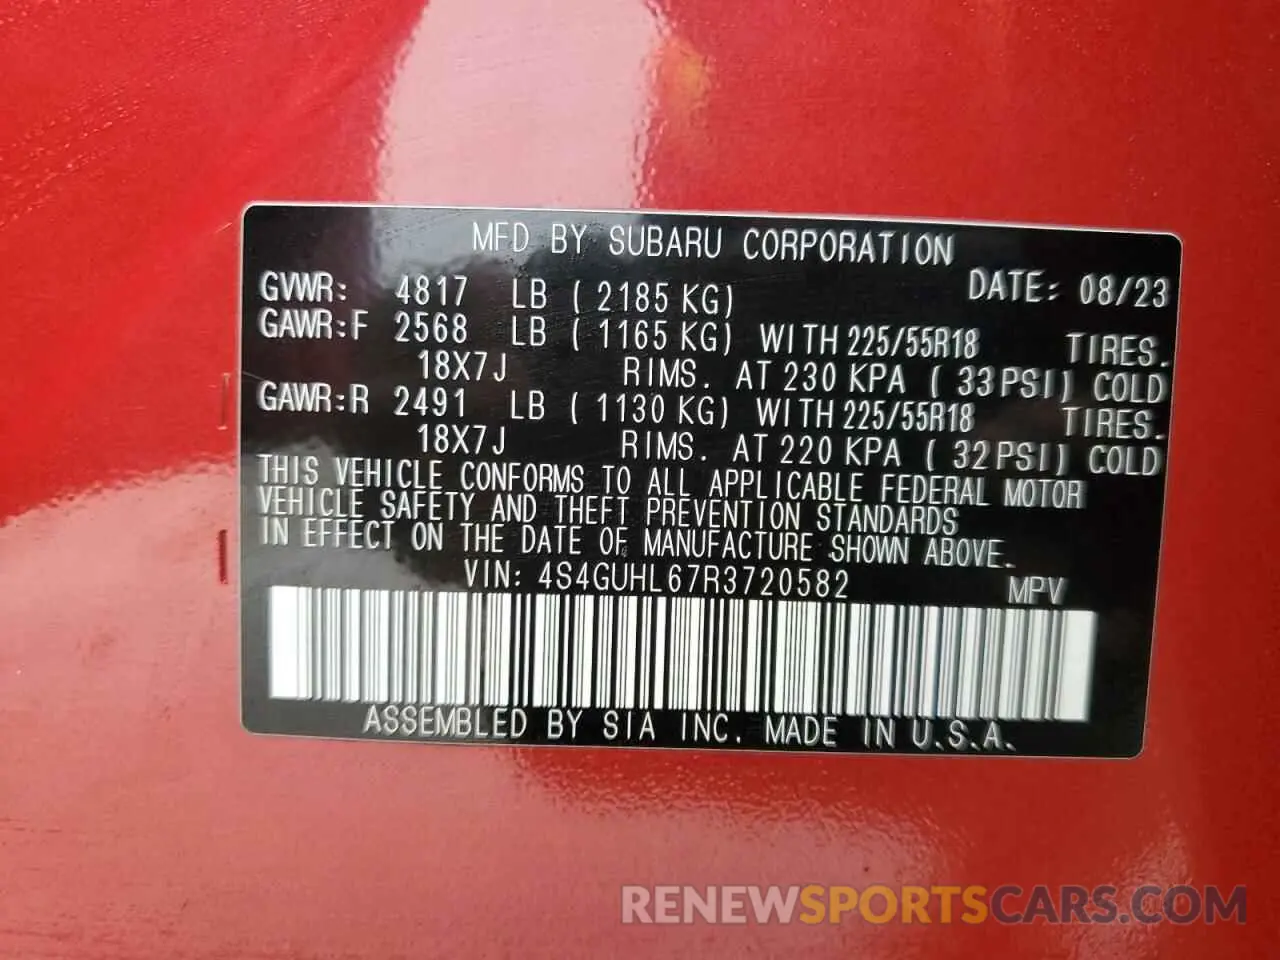 MFD BY SUBARU CORPORATION
DATE: 08/23
GVWR: 4817 LB ( 2185 KG)
GAWR:F 2568 LB ( 1165 KG) WITH 225/55R18 TIRES.
18X7J RIMS. AT 230 KPA ( 33PSI) COLD
GAWR:R 2491 LB ( 1130 KG) WITH 225/55R18 TIRES.
18X7J RIMS. AT 220 KPA ( 32PSI) COLD
THIS VEHICLE CONFORMS TO ALL APPLICABLE FEDERAL MOTOR
VEHICLE SAFETY AND THEFT PREVENTION STANDARDS
IN EFFECT ON THE DATE OF MANUFACTURE SHOWN ABOVE.
VIN: 4S4GUHL67R3720582 MPV
ASSEMBLED BY SIA INC. MADE IN U.S.A.
RENEWSPORTSCARS.COM